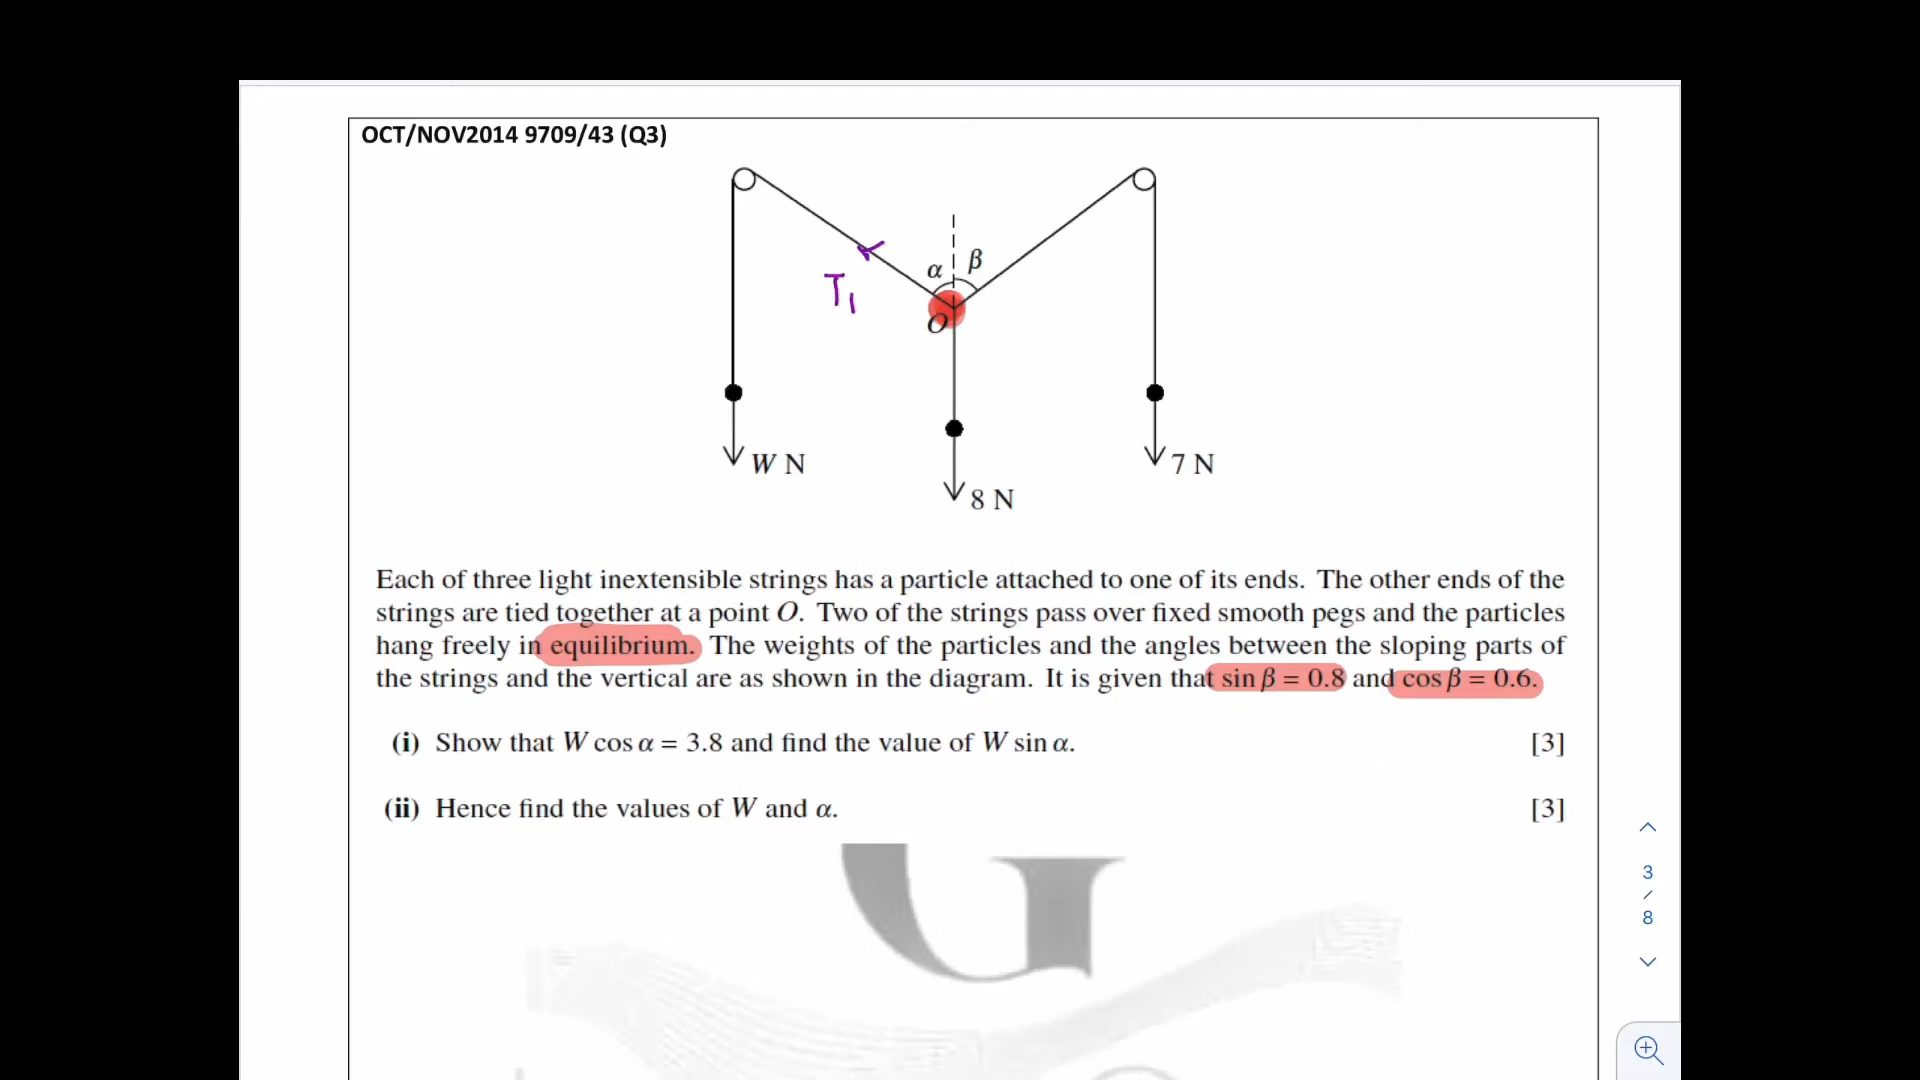 OCT/NOV2014 9709/43 (Q3)
α
β
T₁
O
W N
7 N
8 N
Each of three light inextensible strings has a particle attached to one of its ends. The other ends of the
strings are tied together at a point O. Two of the strings pass over fixed smooth pegs and the particles
hang freely in equilibrium. The weights of the particles and the angles between the sloping parts of
the strings and the vertical are as shown in the diagram. It is given that sin β = 0.8 and cos β = 0.6.
(i) Show that W cos α = 3.8 and find the value of W sin α. [3]
(ii) Hence find the values of W and α. [3]
3
/
8
G